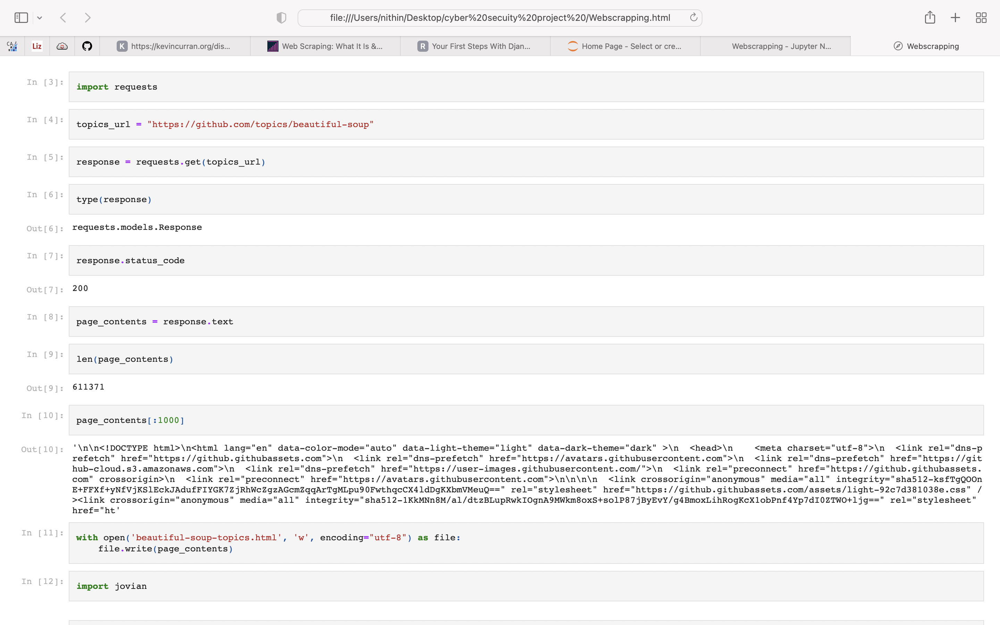 file:///Users/nithin/Desktop/cyber%20secuity%20project%20/Webscrapping.html
CA
Liz
K https://kevincurran.org/dis...
Web Scraping: What It Is &...
R Your First Steps With Djan...
Home Page - Select or cre...
Webscrapping - Jupyter N...
Webscrapping
In [3]: import requests
In [4]: topics_url = "https://github.com/topics/beautiful-soup"
In [5]: response = requests.get(topics_url)
In [6]: type(response)
Out[6]: requests.models.Response
In [7]: response.status_code
Out[7]: 200
In [8]: page_contents = response.text
In [9]: len(page_contents)
Out[9]: 611371
In [10]: page_contents[:1000]
Out[10]: '\n\n<!DOCTYPE html>\n<html lang="en" data-color-mode="auto" data-light-theme="light" data-dark-theme="dark" >\n  <head>\n    <meta charset="utf-8">\n  <link rel="dns-p
refetch" href="https://github.githubassets.com">\n  <link rel="dns-prefetch" href="https://avatars.githubusercontent.com">\n  <link rel="dns-prefetch" href="https://git
hub-cloud.s3.amazonaws.com">\n  <link rel="dns-prefetch" href="https://user-images.githubusercontent.com/">\n  <link rel="preconnect" href="https://github.githubassets.
com" crossorigin>\n  <link rel="preconnect" href="https://avatars.githubusercontent.com">\n\n\n\n  <link crossorigin="anonymous" media="all" integrity="sha512-ksfTgQOOn
E+FFXf+yNfVjKSlEckJAdufFIYGK7ZjRhWcZgzAGcmZqqArTgMLpu90FwthqcCX4ldDgKXbmVMeuQ==" rel="stylesheet" href="https://github.githubassets.com/assets/light-92c7d381038e.css" /
><link crossorigin="anonymous" media="all" integrity="sha512-1KkMNn8M/al/dtzBLupRwkIOgnA9MWkm8oxS+solP87jByEvY/g4BmoxLihRogKcX1obPnf4Yp7dI0ZTWO+ljg==" rel="stylesheet"
href="ht'
In [11]: with open('beautiful-soup-topics.html', 'w', encoding="utf-8") as file:
    file.write(page_contents)
In [12]: import jovian